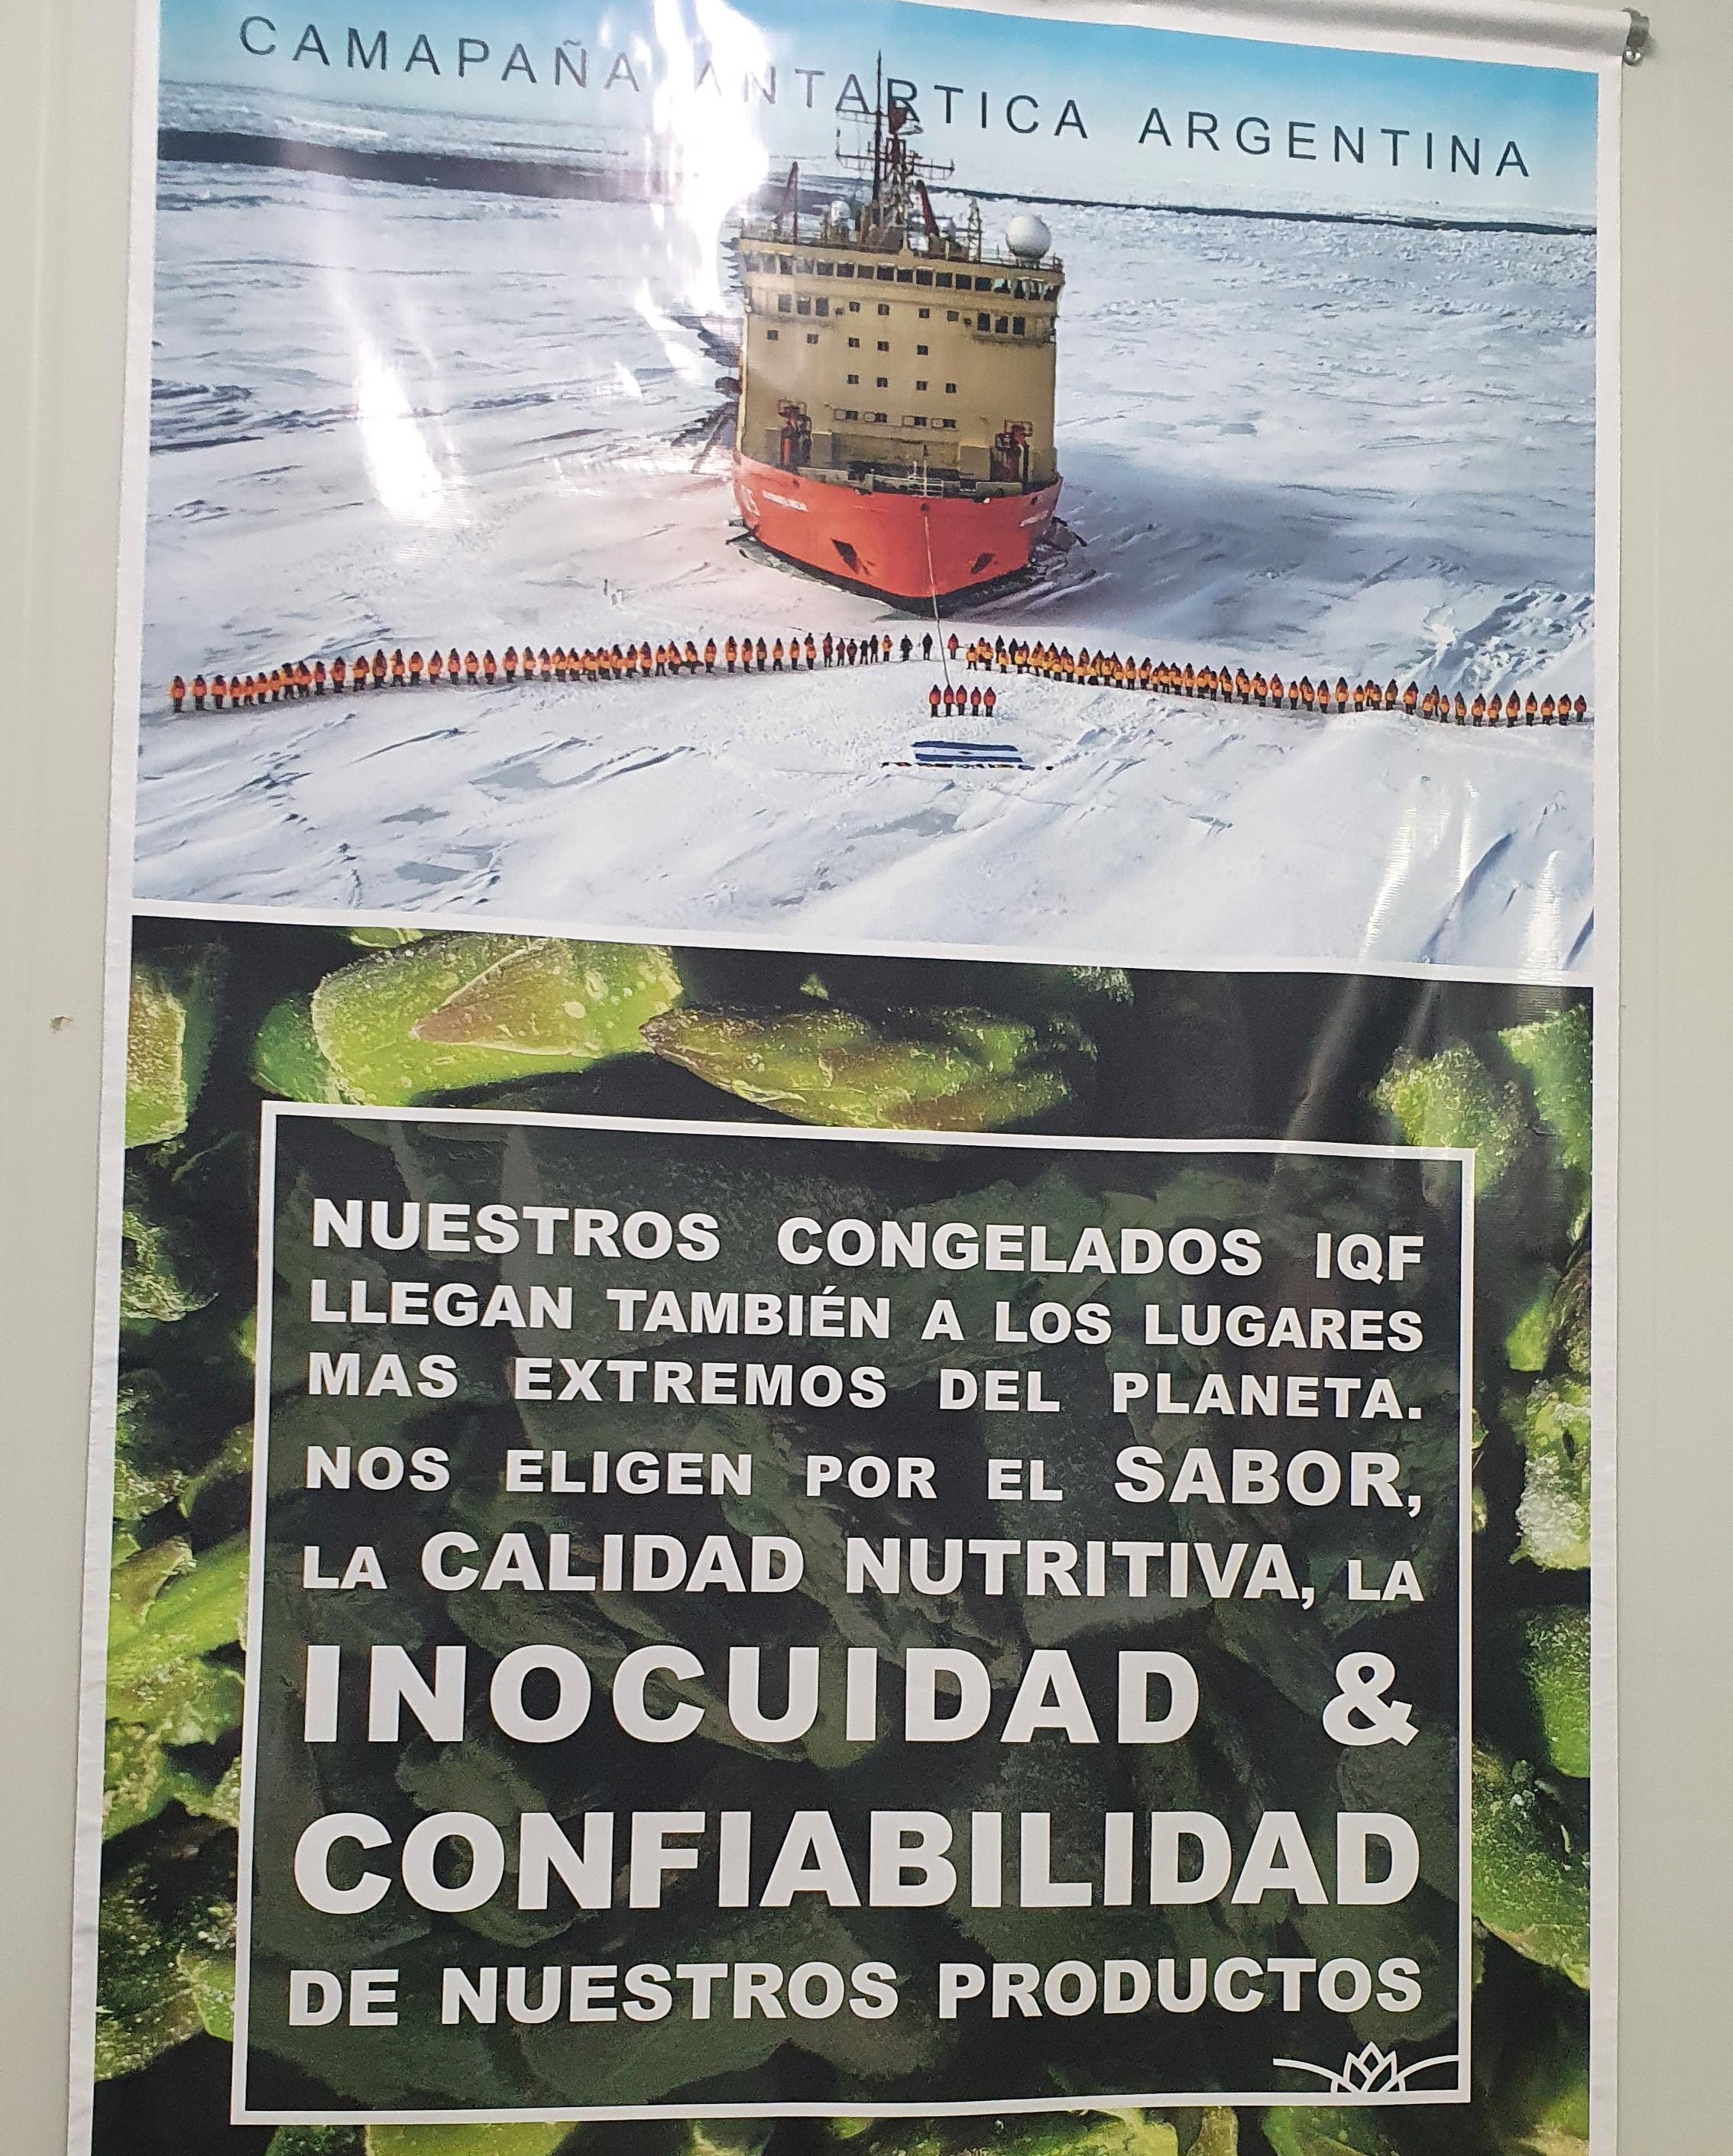 CAMAPAÑA ANTARTICA ARGENTINA
NUESTROS CONGELADOS IQF
LLEGAN TAMBIÉN A LOS LUGARES
MAS EXTREMOS DEL PLANETA.
NOS ELIGEN POR EL SABOR,
LA CALIDAD NUTRITIVA, LA
INOCUIDAD &
CONFIABILIDAD
DE NUESTROS PRODUCTOS